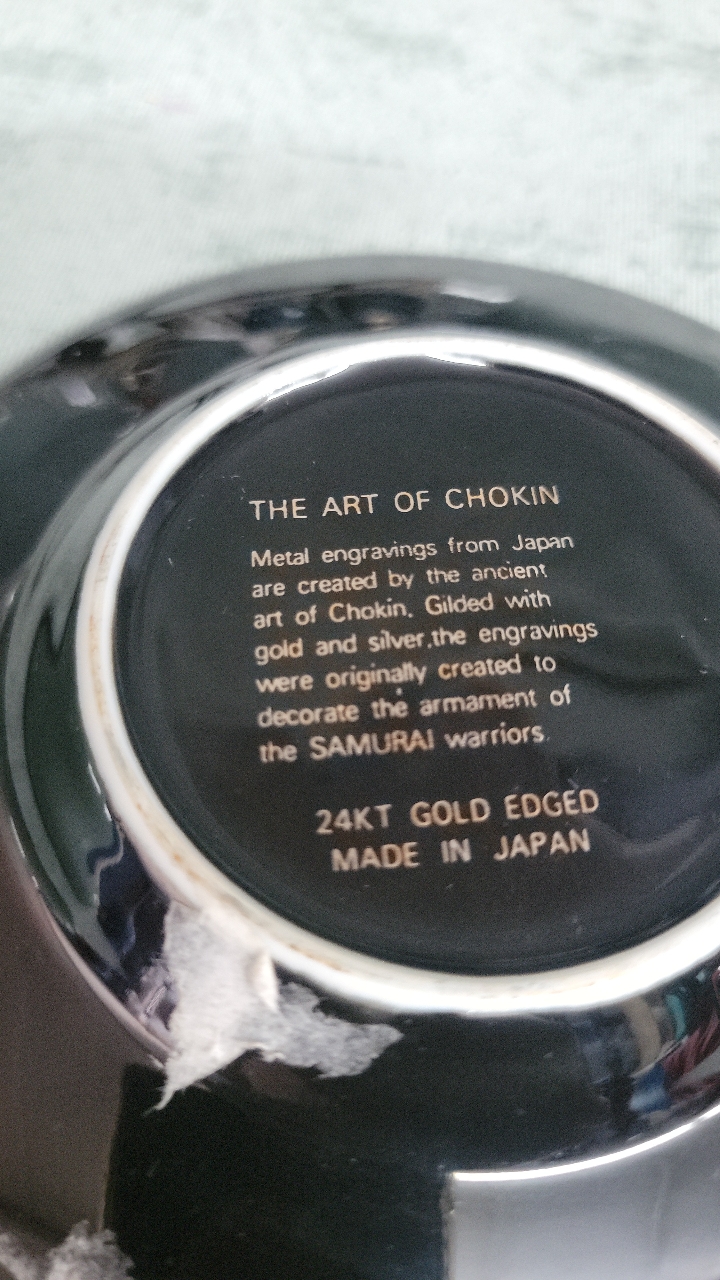 THE ART OF CHOKIN
Metal engravings from Japan
are created by the ancient
art of Chokin. Gilded with
gold and silver,the engravings
were originally created to
decorate the armament of
the SAMURAI warriors.
24KT GOLD EDGED
MADE IN JAPAN